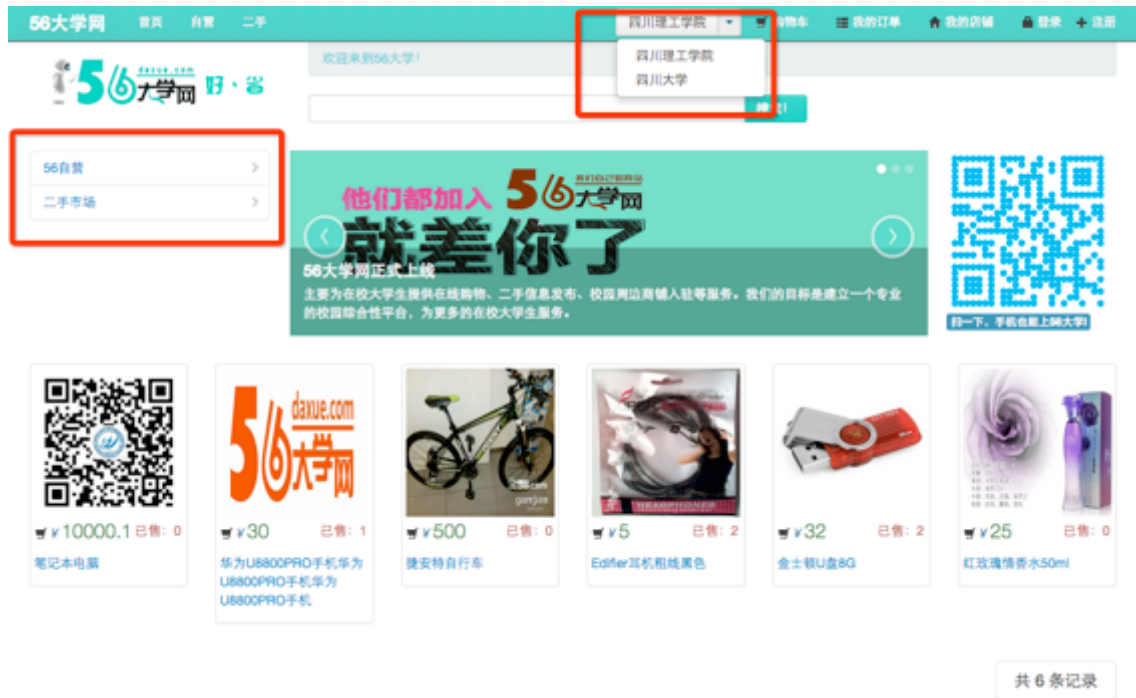 56大学网 首页 自营 二手 四川理工学院 购物车 我的订单 我的店铺 登录 注册
四川理工学院
四川大学
欢迎来到56大学!
daxue.com
56大学网 好、省
搜索!
56自营
二手市场
他们都加入 56大学网
就差你了
56大学网正式上线
主要为在校大学生提供在线购物、二手信息发布、校园周边商铺入驻等服务。我们的目标是建立一个专业
的校园综合性平台，为更多的在校大学生服务。
扫一下，手机也能上56大学!
daxue.com
56大学网
HEADPHONES
¥10000.1 已售: 0
笔记本电脑
¥30 已售: 1
华为U8800PRO手机华为
U8800PRO手机华为
U8800PRO手机
¥500 已售: 0
捷安特自行车
¥5 已售: 2
Edifier耳机粗线黑色
¥32 已售: 2
金士顿U盘8G
¥25 已售: 0
红玫瑰情香水50ml
共 6 条记录